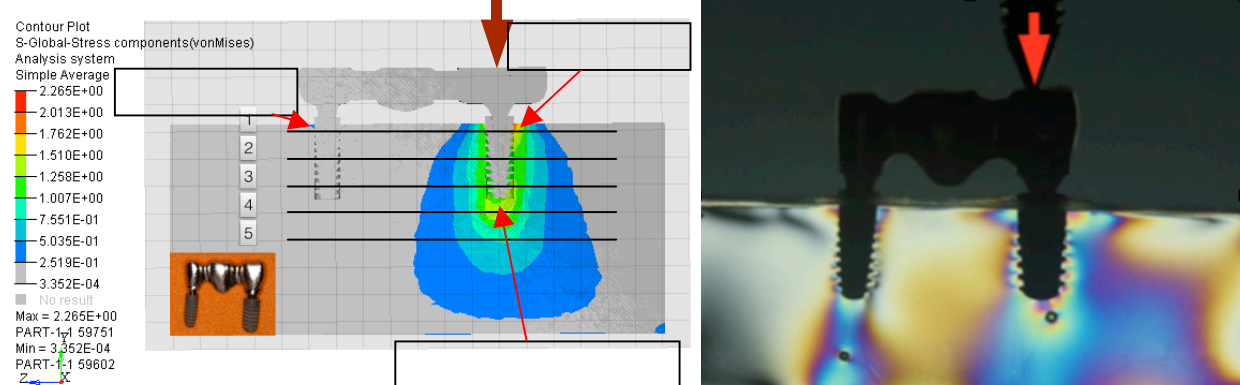 Contour Plot
S-Global-Stress components(vonMises)
Analysis system
Simple Average
2.265E+00
2.013E+00
1.762E+00
1.510E+00
1.258E+00
1.007E+00
7.551E-01
5.035E-01
2.519E-01
3.352E-04
No result
Max = 2.265E+00
PART-1-1 59751
Min = 3.352E-04
PART-1-1 59602
Y
Z
X
1
2
3
4
5